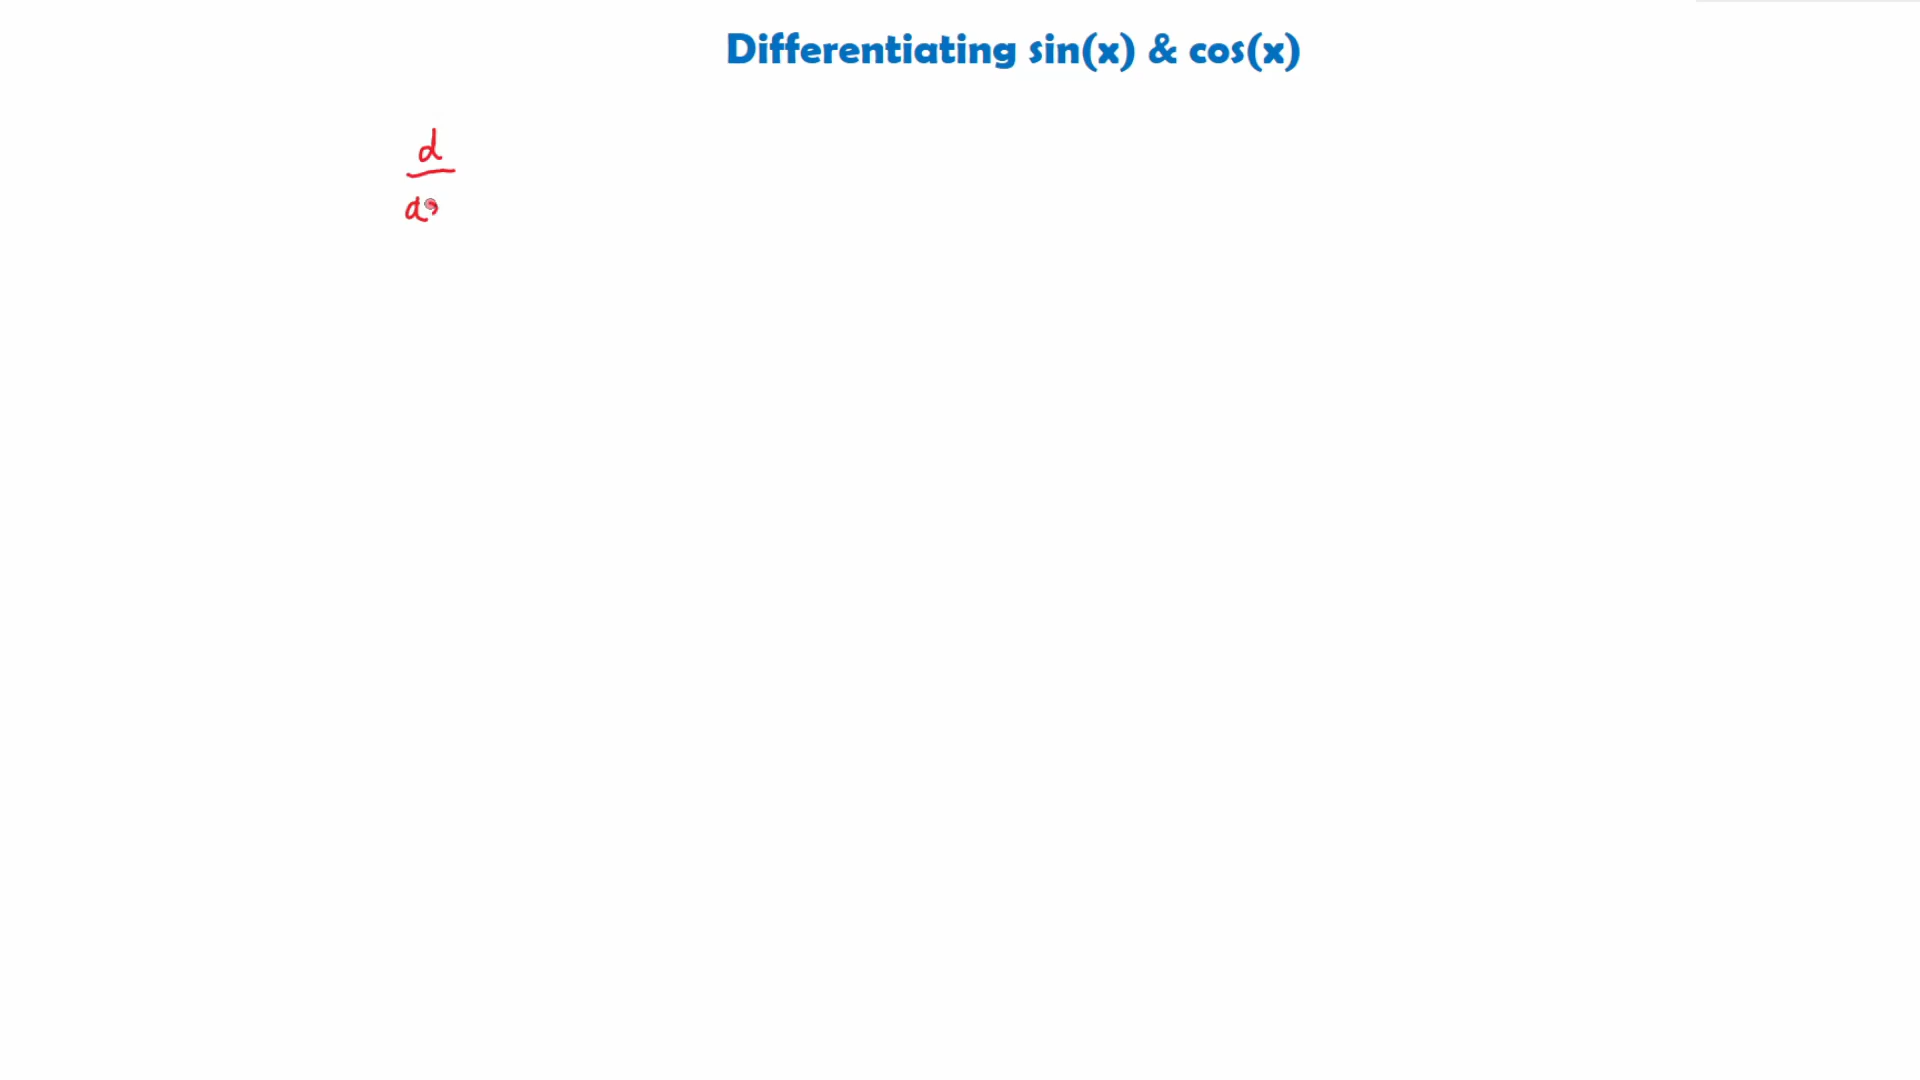 Differentiating sin(x) & cos(x)
d
d